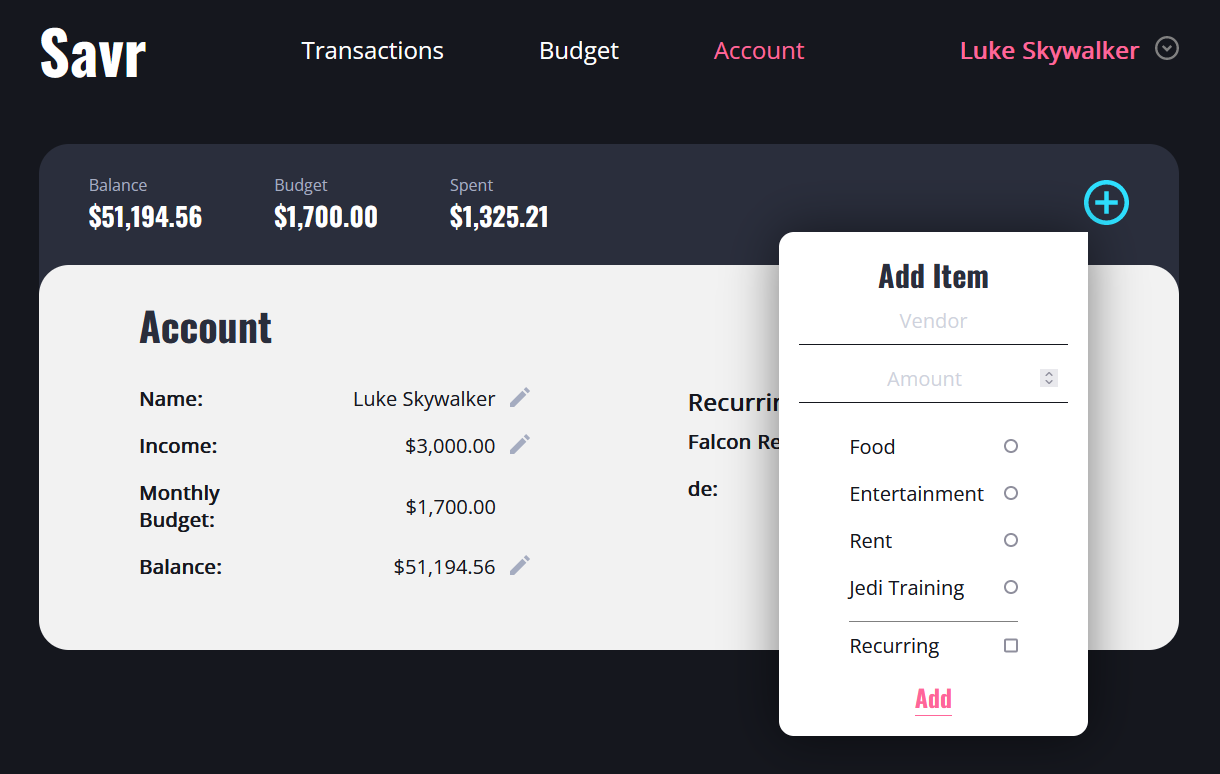 Savr
Transactions
Budget
Account
Luke Skywalker
Balance
$51,194.56
Budget
$1,700.00
Spent
$1,325.21
Account
Name:
Luke Skywalker
Income:
$3,000.00
Monthly
Budget:
$1,700.00
Balance:
$51,194.56
Falcon
de:
Add Item
Vendor
Amount
Food
Entertainment
Rent
Jedi Training
Recurring
Add